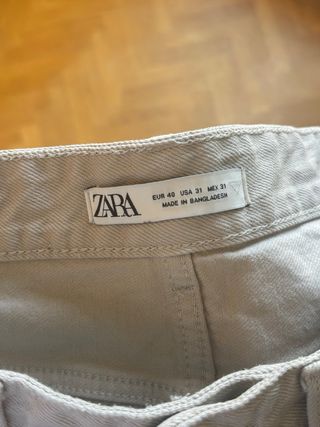 ZARA
EUR 40 USA 31 MEX 31
MADE IN BANGLADESH